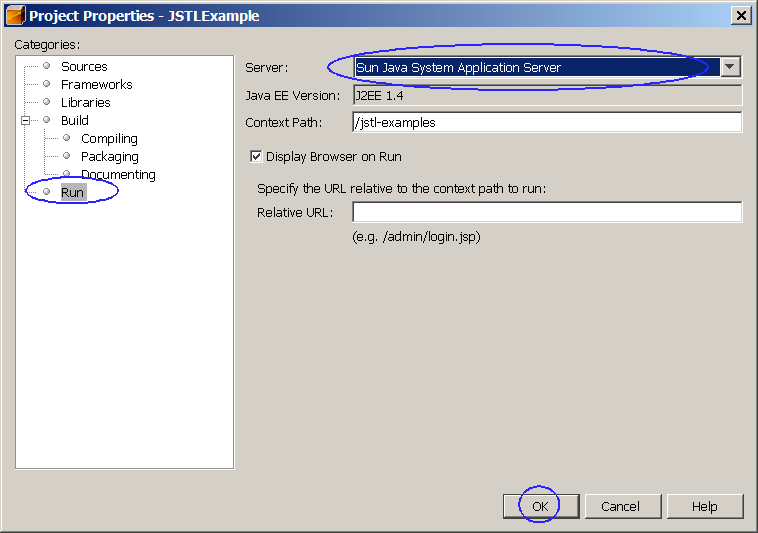 Project Properties - JSTLExample
Categories:
Sources
Frameworks
Libraries
Build
Compiling
Packaging
Documenting
Run
Server: Sun Java System Application Server
Java EE Version: J2EE 1.4
Context Path: /jstl-examples
Display Browser on Run
Specify the URL relative to the context path to run:
Relative URL:
(e.g. /admin/login.jsp)
OK Cancel Help